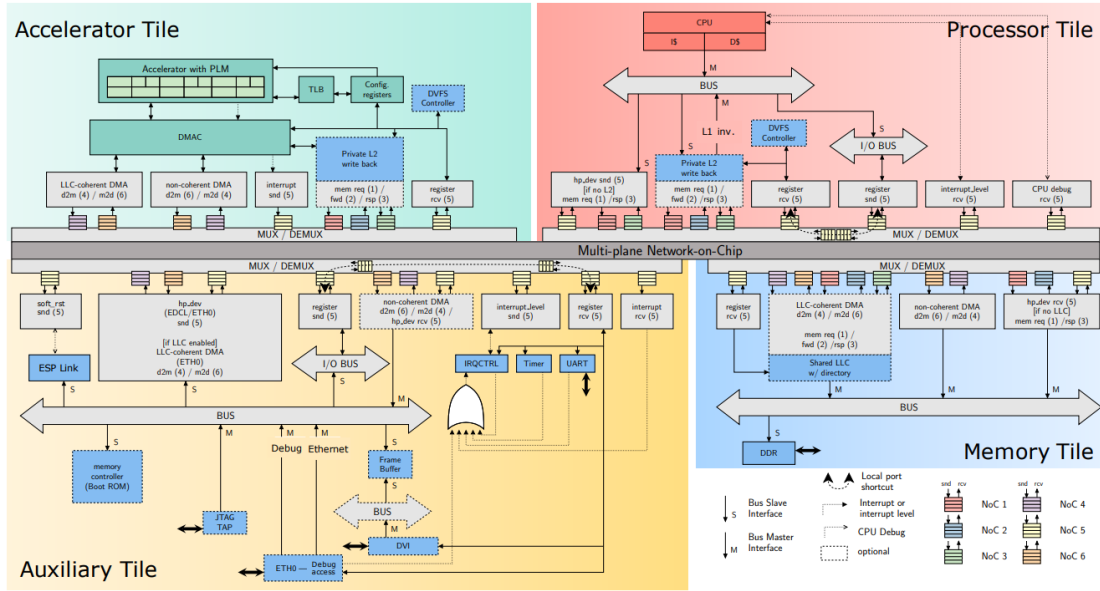 Accelerator Tile
Accelerator with PLM
TLB
Config.
registers
DVFS
Controller
DMAC
Private L2
write back
LLC-coherent DMA
d2m (4) / m2d (6)
non-coherent DMA
d2m (6) / m2d (4)
interrupt
snd (5)
mem req (1) /
fwd (2) / rsp (3)
register
rcv (5)
MUX / DEMUX
Processor Tile
CPU
I$
D$
M
BUS
M
L1 inv.
S
S
S
DVFS
Controller
I/O BUS
Private L2
write back
hp_dev snd (5)
[if no L2]
mem req (1) /rsp (3)
mem req (1) /
fwd (2) /rsp (3)
register
rcv (5)
register
snd (5)
interrupt_level
rcv (5)
CPU debug
rcv (5)
MUX / DEMUX
Multi-plane Network-on-Chip
MUX / DEMUX
soft_rst
snd (5)
hp_dev
(EDCL/ETH0)
snd (5)
[if LLC enabled]
LLC-coherent DMA
(ETH0)
d2m (4) / m2d (6)
register
snd (5)
non-coherent DMA
d2m (6) / m2d (4) /
hp_dev rcv (5)
interrupt_level
snd (5)
register
rcv (5)
interrupt
rcv (5)
ESP Link
I/O BUS
IRQCTRL
Timer
UART
S
S
S
M
BUS
S
M
M
M
S
Debug
Ethernet
memory
controller
(Boot ROM)
Frame
Buffer
S
BUS
M
JTAG
TAP
DVI
ETH0 — Debug
access
Auxiliary Tile
MUX / DEMUX
register
rcv (5)
LLC-coherent DMA
d2m (4) / m2d (6)
mem req (1) /
fwd (2) /rsp (3)
Shared LLC
w/ directory
non-coherent DMA
d2m (6) / m2d (4)
hp_dev rcv (5)
[if no LLC]
mem req (1) /rsp (3)
M
M
M
BUS
S
DDR
Memory Tile
S
Bus Slave
Interface
M
Bus Master
Interface
Local port
shortcut
Interrupt or
interrupt level
CPU Debug
optional
snd rcv
snd rcv
NoC 1
NoC 4
NoC 2
NoC 5
NoC 3
NoC 6